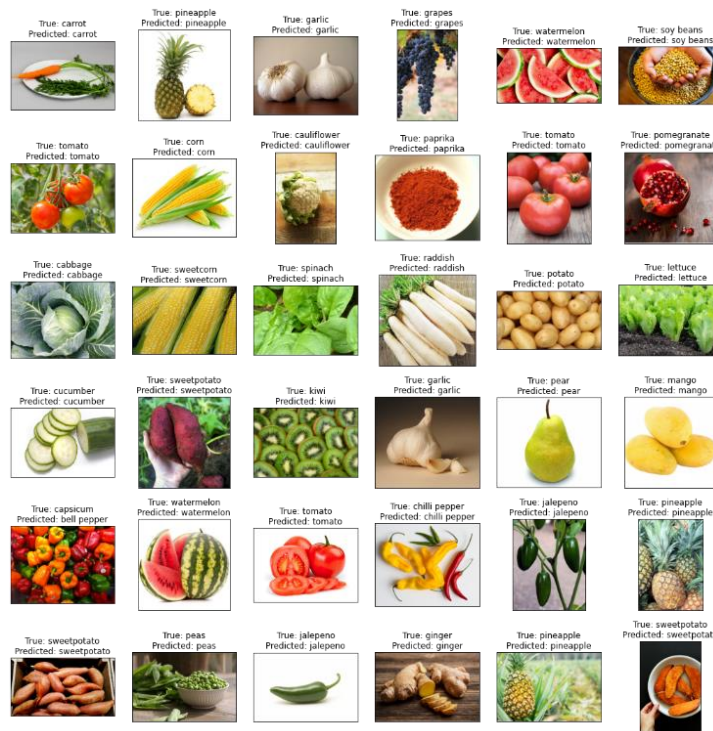 True: carrot
Predicted: carrot
True: pineapple
Predicted: pineapple
True: garlic
Predicted: garlic
True: grapes
Predicted: grapes
True: watermelon
Predicted: watermelon
True: soy beans
Predicted: soy beans
True: tomato
Predicted: tomato
True: corn
Predicted: corn
True: cauliflower
Predicted: cauliflower
True: paprika
Predicted: paprika
True: tomato
Predicted: tomato
True: pomegranate
Predicted: pomegranat
True: cabbage
Predicted: cabbage
True: sweetcorn
Predicted: sweetcorn
True: spinach
Predicted: spinach
True: raddish
Predicted: raddish
True: potato
Predicted: potato
True: lettuce
Predicted: lettuce
True: cucumber
Predicted: cucumber
True: sweetpotato
Predicted: sweetpotato
True: kiwi
Predicted: kiwi
True: garlic
Predicted: garlic
True: pear
Predicted: pear
True: mango
Predicted: mango
True: capsicum
Predicted: bell pepper
True: watermelon
Predicted: watermelon
True: tomato
Predicted: tomato
True: chilli pepper
Predicted: chilli pepper
True: jalepeno
Predicted: jalepeno
True: pineapple
Predicted: pineapple
True: sweetpotato
Predicted: sweetpotato
True: peas
Predicted: peas
True: jalepeno
Predicted: jalepeno
True: ginger
Predicted: ginger
True: pineapple
Predicted: pineapple
True: sweetpotato
Predicted: sweetpotat